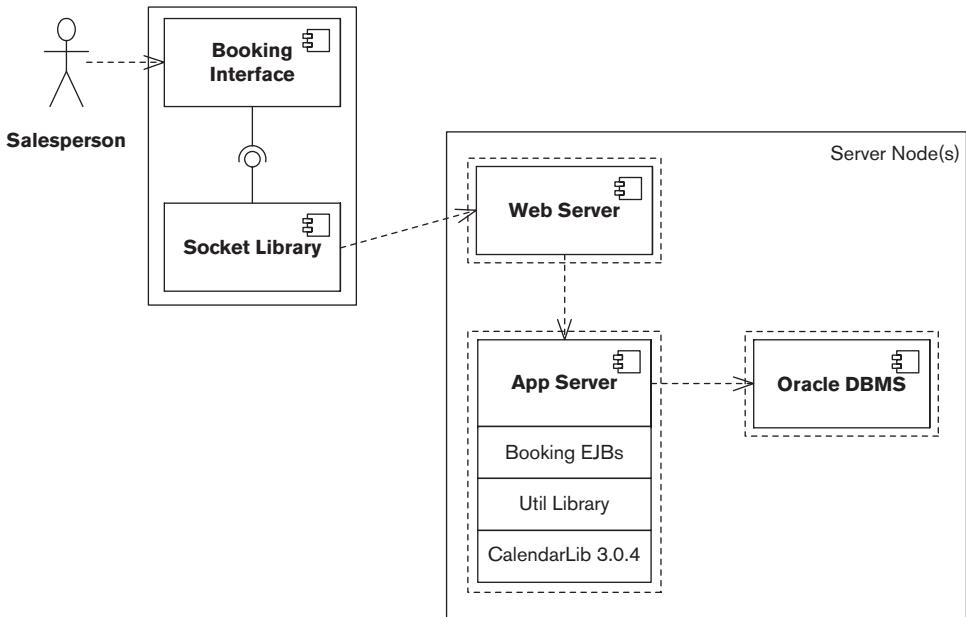 Booking
Interface
Salesperson
Server Node(s)
Web Server
Socket Library
App Server
Oracle DBMS
Booking EJBs
Util Library
CalendarLib 3.0.4